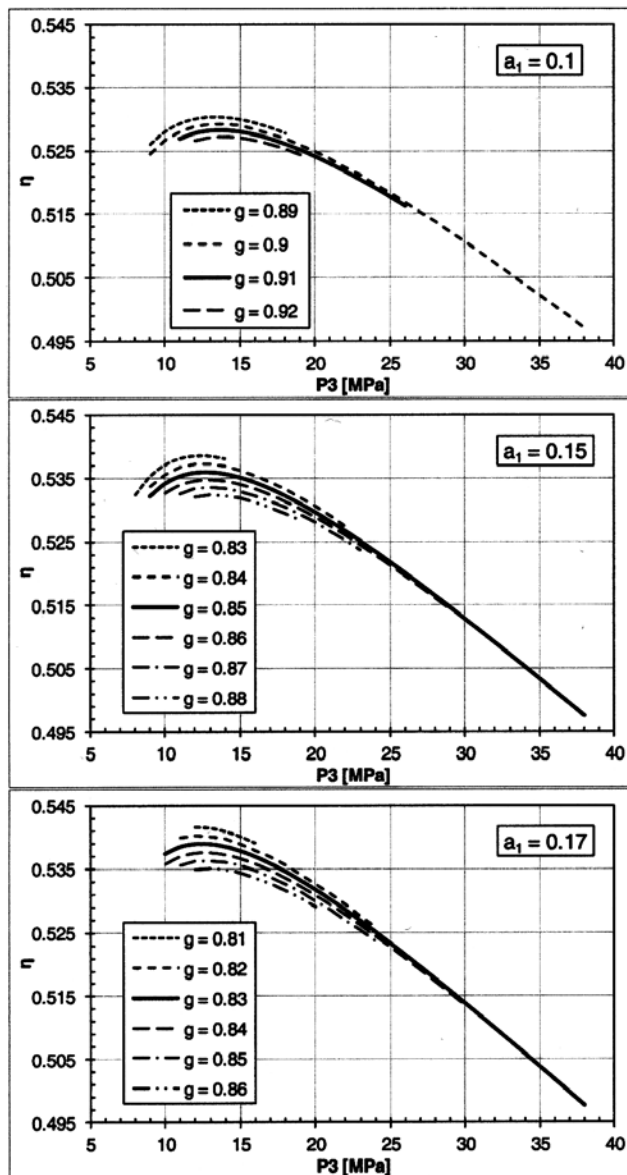 0.545
a₁ = 0.1
0.535
0.525
η
0.515
g = 0.89
g = 0.9
0.505
g = 0.91
g = 0.92
0.495
5 10 15 20 25 30 35 40
P3 [MPa]
0.545
a₁ = 0.15
0.535
0.525
η
g = 0.83
g = 0.84
0.515
g = 0.85
g = 0.86
0.505
g = 0.87
g = 0.88
0.495
5 10 15 20 25 30 35 40
P3 [MPa]
0.545
a₁ = 0.17
0.535
0.525
η
g = 0.81
g = 0.82
0.515
g = 0.83
g = 0.84
0.505
g = 0.85
g = 0.86
0.495
5 10 15 20 25 30 35 40
P3 [MPa]